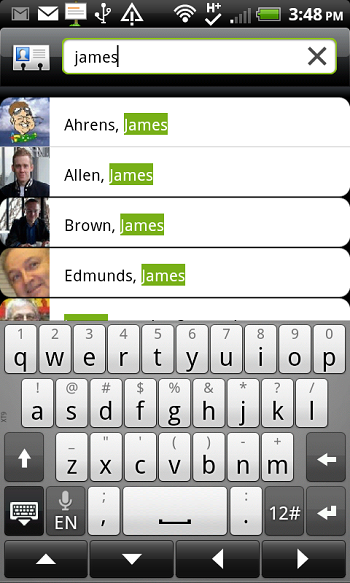 3:48 PM
james
Ahrens, James
Allen, James
Brown, James
Edmunds, James
1 2 3 4 5 6 7 8 9 0
q w e r t y u i o p
! @ # $ % & * ? /
a s d f g h j k l
XT9
_ " ' ( ) - +
z x c v b n m
; :
EN , . 12#